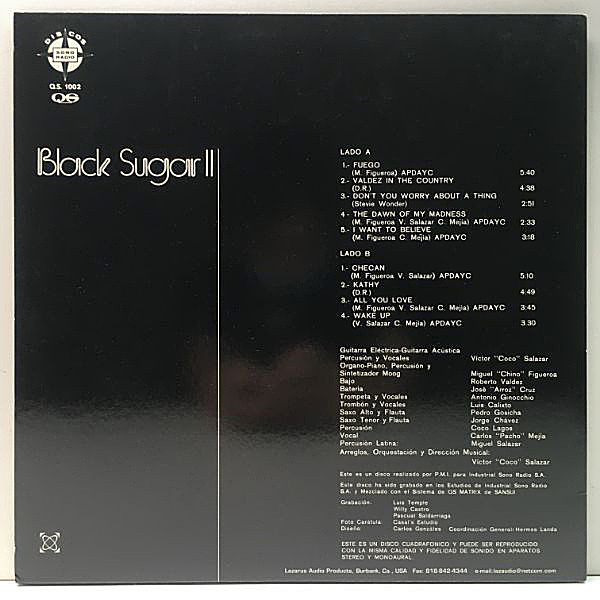 DISCOS
SONO
RADIO
Q.S. 1002
QS
Black Sugar II
LADO A
1.- FUEGO
(M. Figueroa) APDAYC 5:40
2.- VALDEZ IN THE COUNTRY
(D.R.) 4:38
3.- DON'T YOU WORRY ABOUT A THING
(Stevie Wonder) 2:51
4.- THE DAWN OF MY MADNESS
(M. Figueroa V. Salazar C. Mejía) APDAYC 2:33
5.- I WANT TO BELIEVE
(M. Figueroa C. Mejía) APDAYC 3:18
LADO B
1.- CHECAN
(M. Figueroa V. Salazar) APDAYC 5:10
2.- KATHY
(D.R.) 4:49
3.- ALL YOU LOVE
(M. Figueroa V. Salazar C. Mejía) APDAYC 3:45
4.- WAKE UP
(V. Salazar C. Mejía) APDAYC 3:30
Guitarra Eléctrica-Guitarra Acústica
Percusión y Vocales Víctor "Coco" Salazar
Organo-Piano, Percusión y
Sintetizador Moog Miguel "Chino" Figueroa
Bajo Roberto Valdez
Batería José "Arroz" Cruz
Trompeta y Vocales Antonio Ginocchio
Trombón y Vocales Luis Calixto
Saxo Alto y Flauta Pedro Gosicha
Saxo Tenor y Flauta Jorge Chávez
Percusión Coco Lagos
Vocal Carlos "Pacho" Mejía
Percusión Latina: Miguel Salazar
Arreglos, Orquestación y Dirección Musical:
Víctor "Coco" Salazar
Este es un disco realizado por P.M.I. para Industrial Sono Radio S.A.
Este disco ha sido grabado en los Estudios de Industrial Sono Radio
S.A. y Mezclado con el Sistema de QS MATRIX de SANSUI
Grabación: Luis Temple
Willy Castro
Pascual Saldarriaga
Foto Carátula: Casal's Estudio
Diseño: Carlos Gonzáles Coordinación General: Hermes Landa
ESTE ES UN DISCO CUADRAFONICO Y PUEDE SER REPRODUCIDO
CON LA MISMA CALIDAD Y FIDELIDAD DE SONIDO EN APARATOS
STEREO Y MONOAURAL.
Lazarus Audio Products, Burbank, Ca., USA Fax: 818-842-4344 e-mail:lazaudio@netcom.com